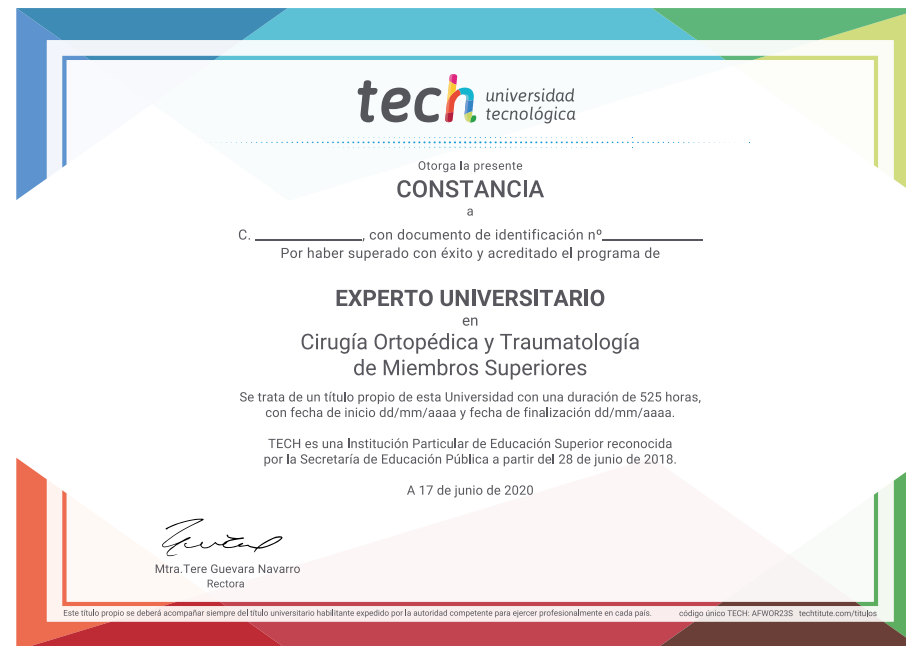 tech universidad
tecnológica
Otorga la presente
CONSTANCIA
a
C. ____________, con documento de identificación nº____________
Por haber superado con éxito y acreditado el programa de
EXPERTO UNIVERSITARIO
en
Cirugía Ortopédica y Traumatología
de Miembros Superiores
Se trata de un título propio de esta Universidad con una duración de 525 horas,
con fecha de inicio dd/mm/aaaa y fecha de finalización dd/mm/aaaa.
TECH es una Institución Particular de Educación Superior reconocida
por la Secretaría de Educación Pública a partir del 28 de junio de 2018.
A 17 de junio de 2020
Mtra.Tere Guevara Navarro
Rectora
Este título propio se deberá acompañar siempre del título universitario habilitante expedido por la autoridad competente para ejercer profesionalmente en cada país. código único TECH: AFWOR23S techtitute.com/títulos